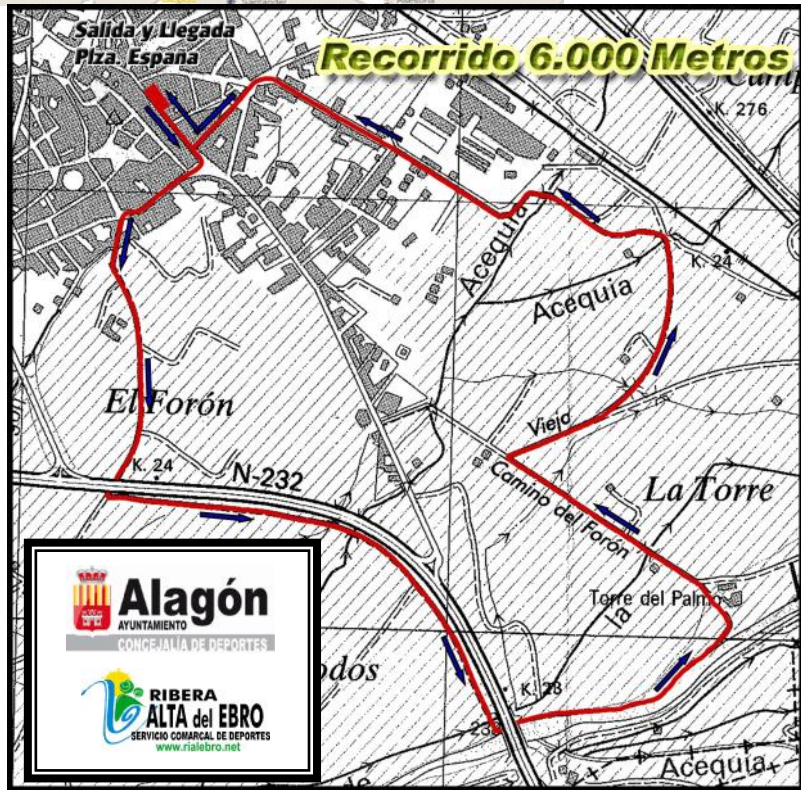 Salida y Llegada
Plza. España
Recorrido 6.000 Metros
K. 276
Acequia
Acequia
K. 24
El Forón
Viejo
K. 24
N-232
Camino del Forón
La Torre
Torre del Palmo
la
K. 23
Acequia
Alagón
AYUNTAMIENTO
CONCEJALÍA DE DEPORTES
RIBERA
ALTA del EBRO
SERVICIO COMARCAL DE DEPORTES
www.rialebro.net